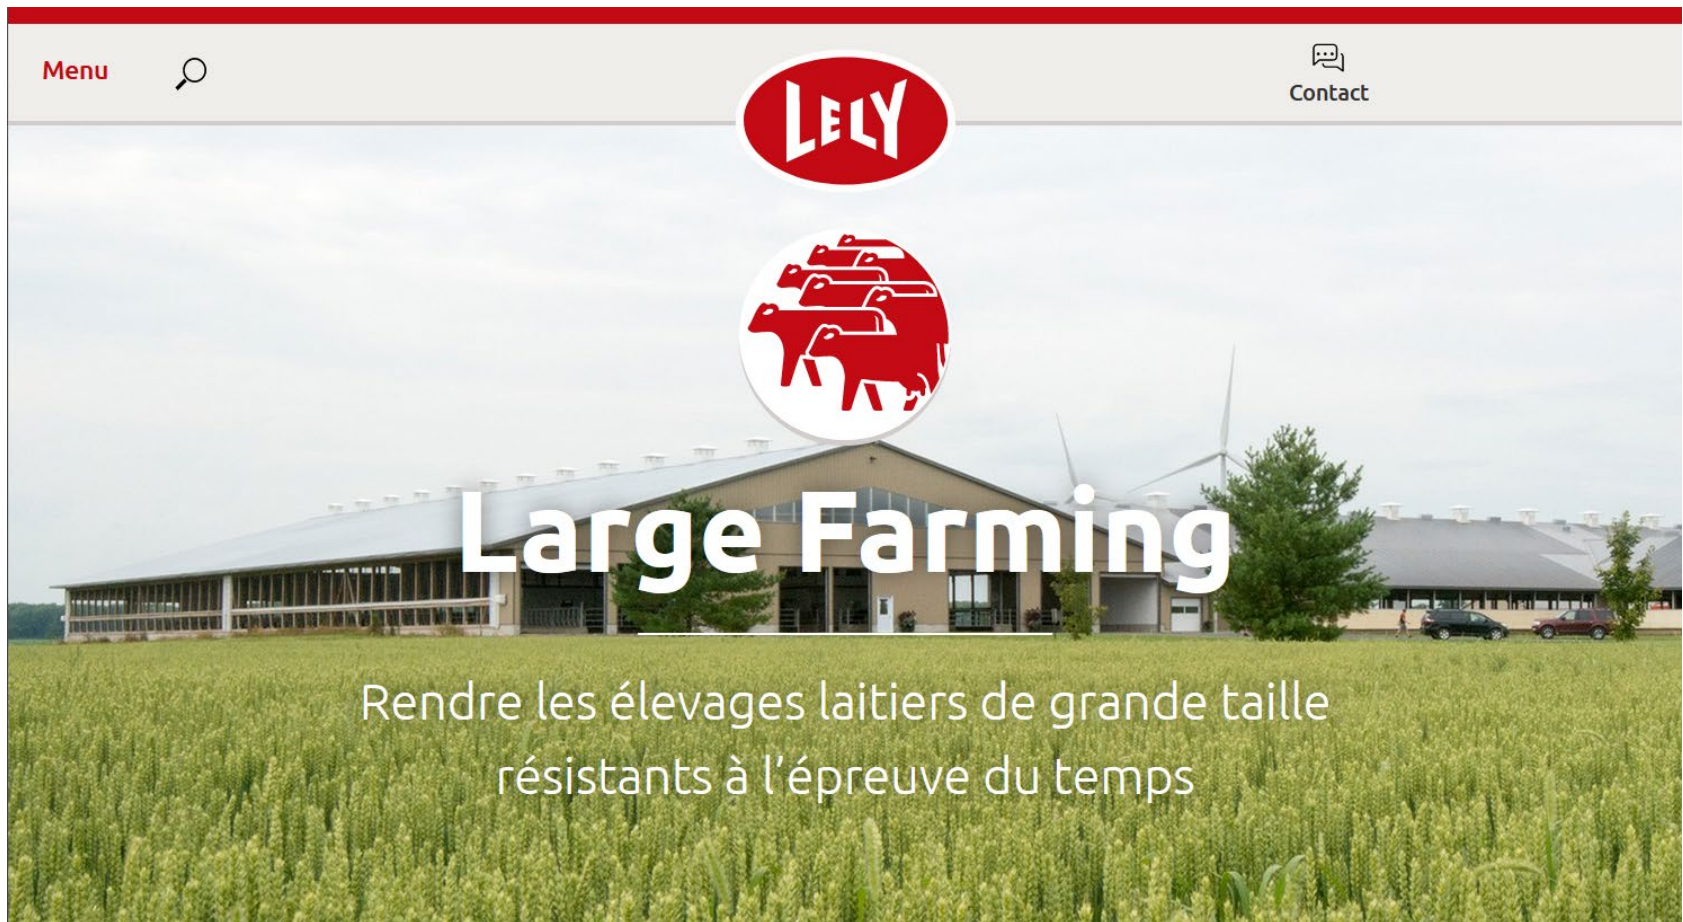 Menu
LELY
Contact
Large Farming
Rendre les élevages laitiers de grande taille
résistants à l’épreuve du temps